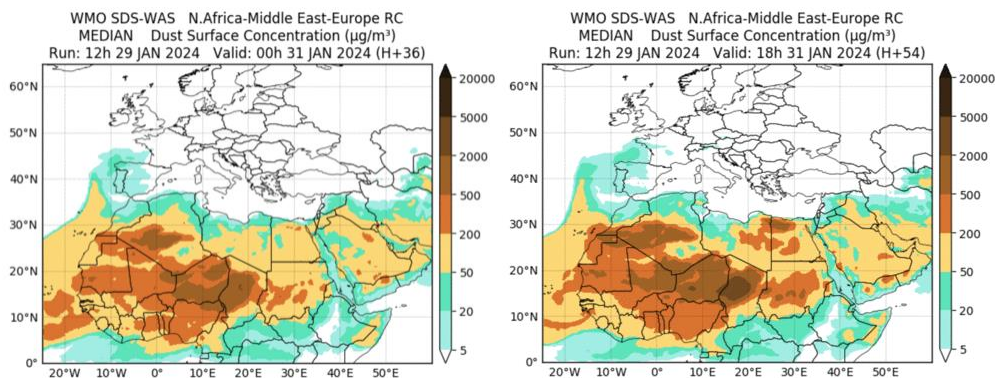 WMO SDS-WAS N.Africa-Middle East-Europe RC
MEDIAN Dust Surface Concentration (µg/m³)
Run: 12h 29 JAN 2024 Valid: 00h 31 JAN 2024 (H+36)
60°N
50°N
40°N
30°N
20°N
10°N
0°
20°W
10°W
0°
10°E
20°E
30°E
40°E
50°E
20000
5000
2000
500
200
50
20
5
WMO SDS-WAS N.Africa-Middle East-Europe RC
MEDIAN Dust Surface Concentration (µg/m³)
Run: 12h 29 JAN 2024 Valid: 18h 31 JAN 2024 (H+54)
60°N
50°N
40°N
30°N
20°N
10°N
0°
20°W
10°W
0°
10°E
20°E
30°E
40°E
50°E
20000
5000
2000
500
200
50
20
5